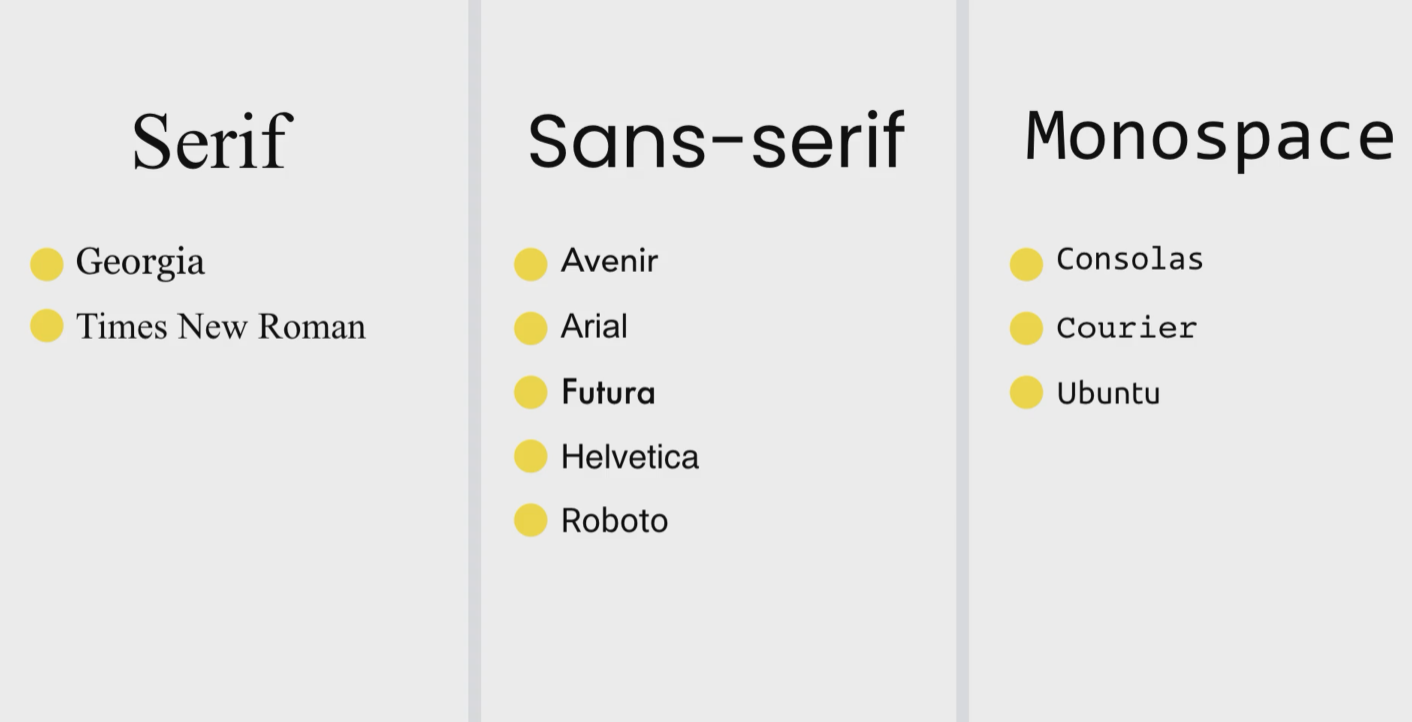 Serif
Georgia
Times New Roman
Sans-serif
Avenir
Arial
Futura
Helvetica
Roboto
Monospace
Consolas
Courier
Ubuntu